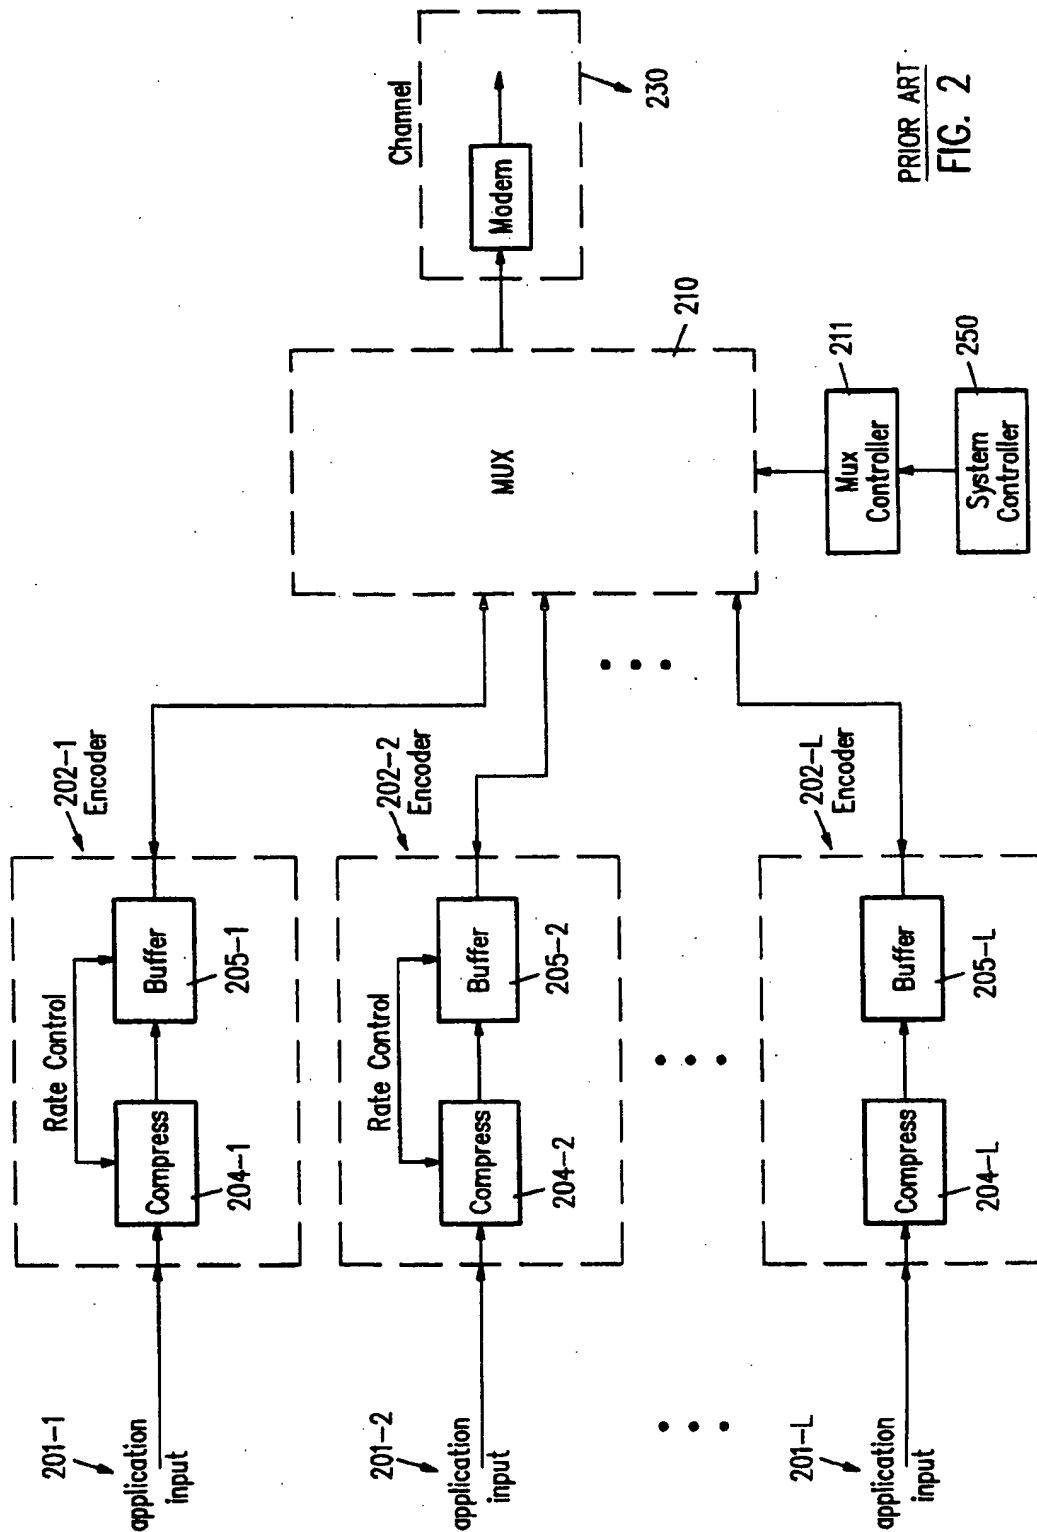 201-1
application
input
Rate Control
Compress
204-1
Buffer
205-1
202-1
Encoder
201-2
application
input
Rate Control
Compress
204-2
Buffer
205-2
202-2
Encoder
201-L
application
input
Compress
204-L
Buffer
205-L
202-L
Encoder
MUX
210
Mux
Controller
211
System
Controller
250
Channel
Modem
230
PRIOR ART
FIG. 2